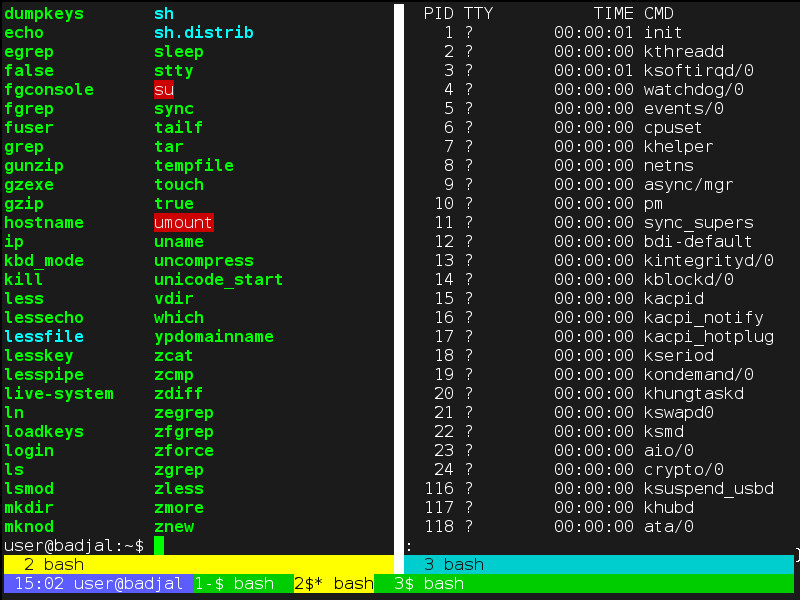 dumpkeys sh
echo sh.distrib
egrep sleep
false stty
fgconsole su
fgrep sync
fuser tailf
grep tar
gunzip tempfile
gzexe touch
gzip true
hostname umount
ip uname
kbd_mode uncompress
kill unicode_start
less vdir
lessecho which
lessfile ypdomainname
lesskey zcat
lesspipe zcmp
live-system zdiff
ln zegrep
loadkeys zfgrep
login zforce
ls zgrep
lsmod zless
mkdir zmore
mknod znew
user@badjal:~$
2 bash
PID TTY TIME CMD
1 ? 00:00:01 init
2 ? 00:00:00 kthreadd
3 ? 00:00:01 ksoftirqd/0
4 ? 00:00:00 watchdog/0
5 ? 00:00:00 events/0
6 ? 00:00:00 cpuset
7 ? 00:00:00 khelper
8 ? 00:00:00 netns
9 ? 00:00:00 async/mgr
10 ? 00:00:00 pm
11 ? 00:00:00 sync_supers
12 ? 00:00:00 bdi-default
13 ? 00:00:00 kintegrityd/0
14 ? 00:00:00 kblockd/0
15 ? 00:00:00 kacpid
16 ? 00:00:00 kacpi_notify
17 ? 00:00:00 kacpi_hotplug
18 ? 00:00:00 kseriod
19 ? 00:00:00 kondemand/0
20 ? 00:00:00 khungtaskd
21 ? 00:00:00 kswapd0
22 ? 00:00:00 ksmd
23 ? 00:00:00 aio/0
24 ? 00:00:00 crypto/0
116 ? 00:00:00 ksuspend_usbd
117 ? 00:00:00 khubd
118 ? 00:00:00 ata/0
:
3 bash
15:02 user@badjal 1-$ bash 2$* bash 3$ bash